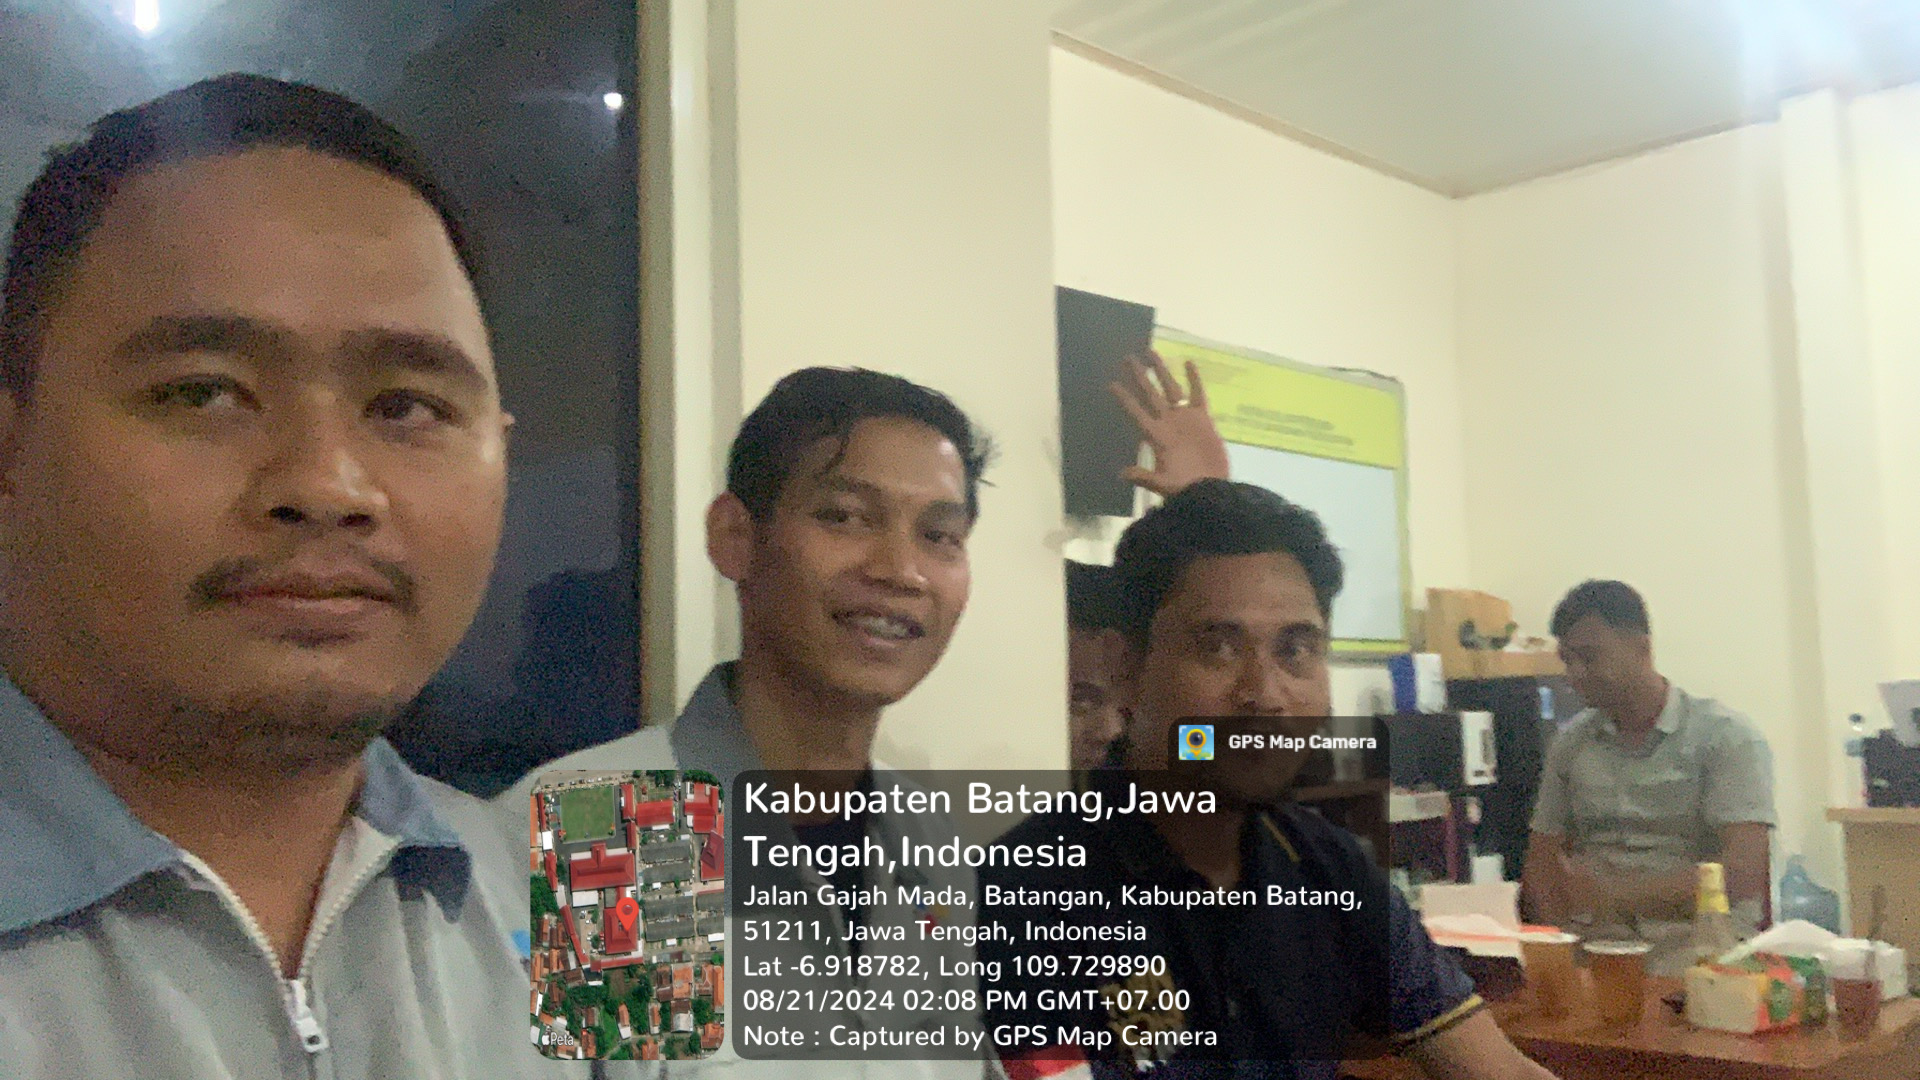 GPS Map Camera
Kabupaten Batang,Jawa
Tengah,Indonesia
Jalan Gajah Mada, Batangan, Kabupaten Batang,
51211, Jawa Tengah, Indonesia
Lat -6.918782, Long 109.729890
08/21/2024 02:08 PM GMT+07.00
Note : Captured by GPS Map Camera
Peta